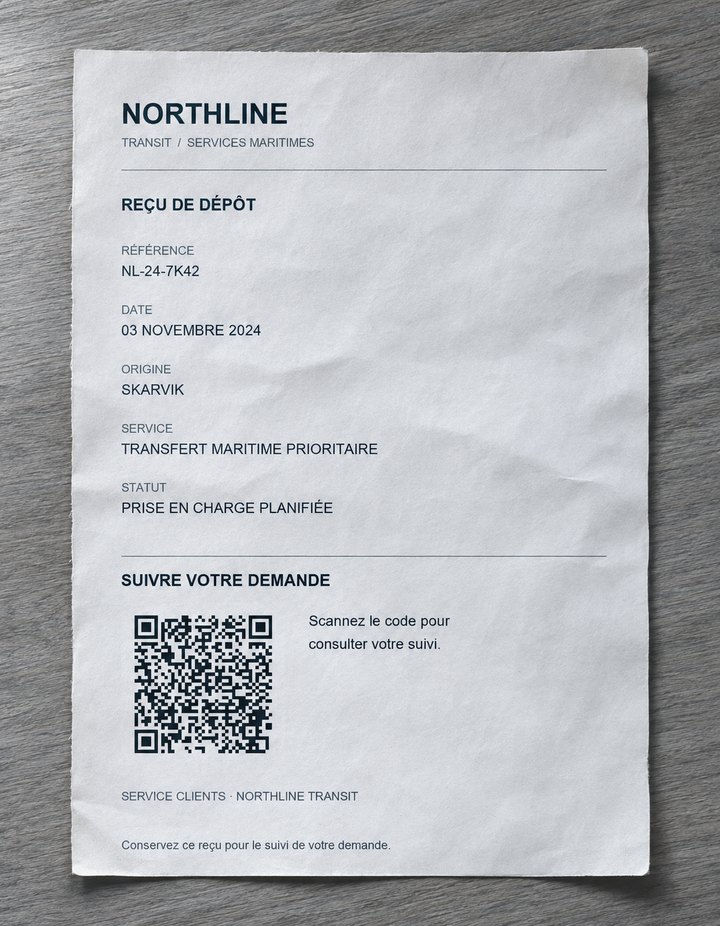 NORTHLINE
TRANSIT / SERVICES MARITIMES
REÇU DE DÉPÔT
RÉFÉRENCE
NL-24-7K42
DATE
03 NOVEMBRE 2024
ORIGINE
SKARVIK
SERVICE
TRANSFERT MARITIME PRIORITAIRE
STATUT
PRISE EN CHARGE PLANIFIÉE
SUIVRE VOTRE DEMANDE
Scannez le code pour
consulter votre suivi.
SERVICE CLIENTS · NORTHLINE TRANSIT
Conservez ce reçu pour le suivi de votre demande.